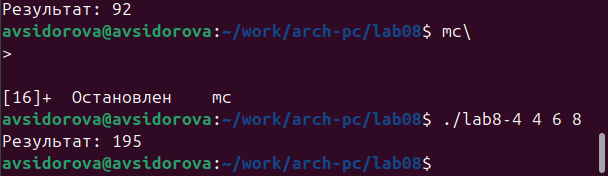 Результат: 92
avsidorova@avsidorova:~/work/arch-pc/lab08$ mc\
>
[16]+  Остановлен    mc
avsidorova@avsidorova:~/work/arch-pc/lab08$ ./lab8-4 4 6 8
Результат: 195
avsidorova@avsidorova:~/work/arch-pc/lab08$